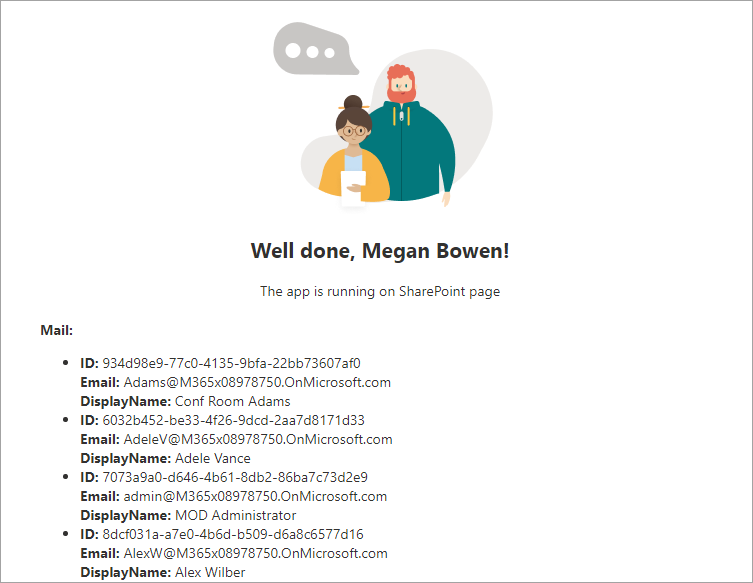 Well done, Megan Bowen!
The app is running on SharePoint page
Mail:
ID: 934d98e9-77c0-4135-9bfa-22bb73607af0
Email: Adams@M365x08978750.OnMicrosoft.com
DisplayName: Conf Room Adams
ID: 6032b452-be33-4f26-9dcd-2aa7d8171d33
Email: AdeleV@M365x08978750.OnMicrosoft.com
DisplayName: Adele Vance
ID: 7073a9a0-d646-4b61-8db2-86ba7c73d2e9
Email: admin@M365x08978750.OnMicrosoft.com
DisplayName: MOD Administrator
ID: 8dcf031a-a7e0-4b6d-b509-d6a8c6577d16
Email: AlexW@M365x08978750.OnMicrosoft.com
DisplayName: Alex Wilber